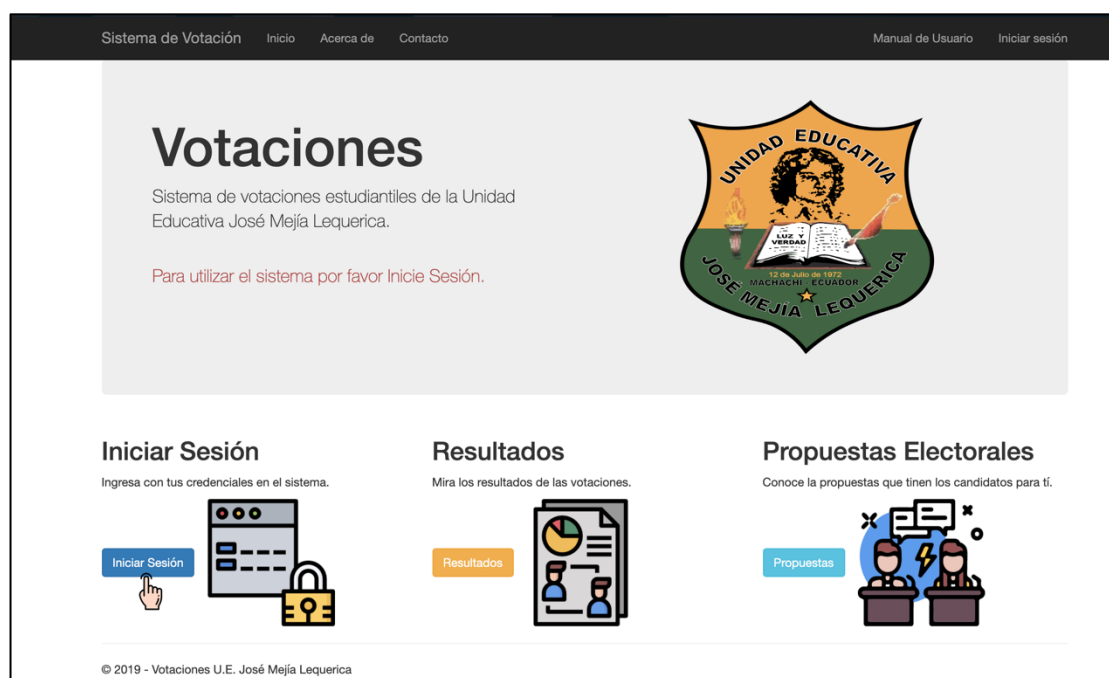 Sistema de Votación Inicio Acerca de Contacto Manual de Usuario Iniciar sesión
Votaciones
Sistema de votaciones estudiantiles de la Unidad
Educativa José Mejía Lequerica.
Para utilizar el sistema por favor Inicie Sesión.
UNIDAD EDUCATIVA
LUZ Y
VERDAD
12 de Julio de 1972
MACHACHI - ECUADOR
JOSÉ MEJÍA LEQUERICA
Iniciar Sesión
Ingresa con tus credenciales en el sistema.
Iniciar Sesión
Resultados
Mira los resultados de las votaciones.
Resultados
Propuestas Electorales
Conoce la propuestas que tinen los candidatos para tí.
Propuestas
© 2019 - Votaciones U.E. José Mejía Lequerica